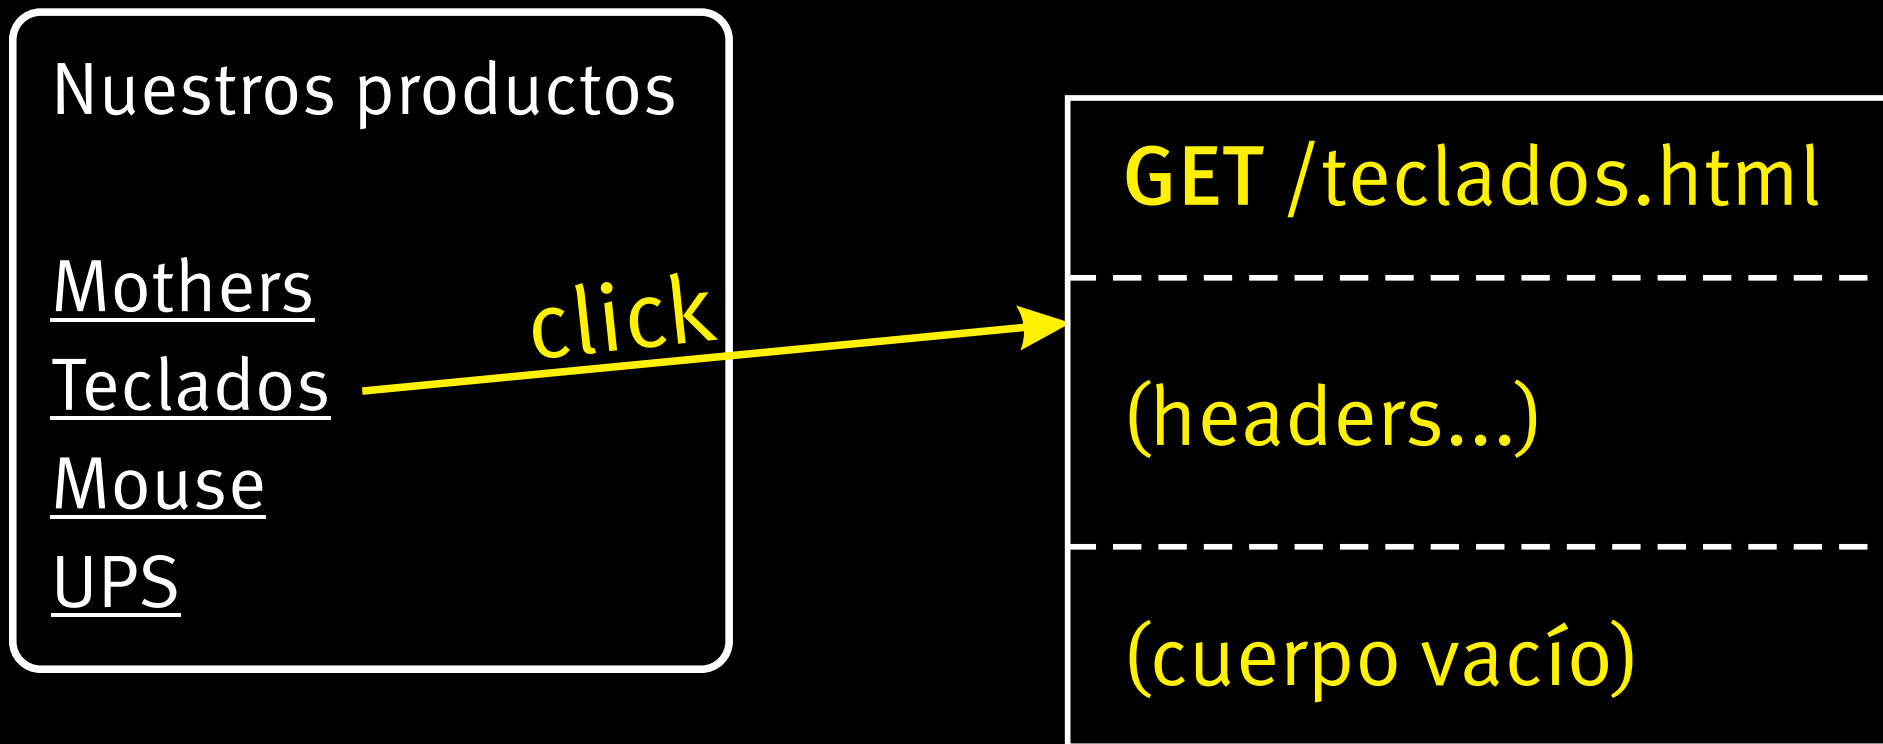 Nuestros productos
Mothers
Teclados
Mouse
UPS
click
GET /teclados.html
(headers...)
(cuerpo vacío)